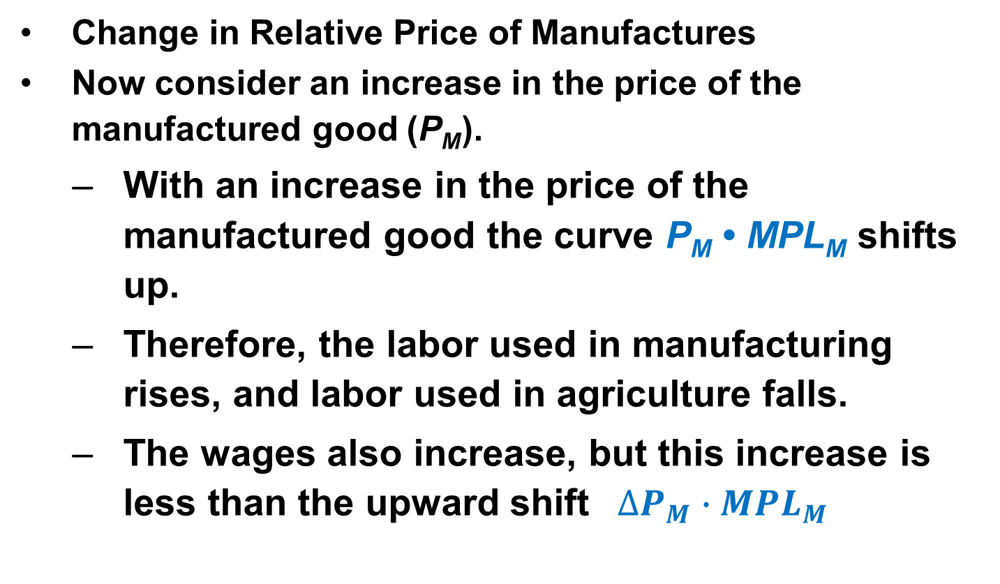 • Change in Relative Price of Manufactures
• Now consider an increase in the price of the
manufactured good (P_M).
– With an increase in the price of the
manufactured good the curve P_M • MPL_M shifts
up.
– Therefore, the labor used in manufacturing
rises, and labor used in agriculture falls.
– The wages also increase, but this increase is
less than the upward shift ΔP_M · MPL_M